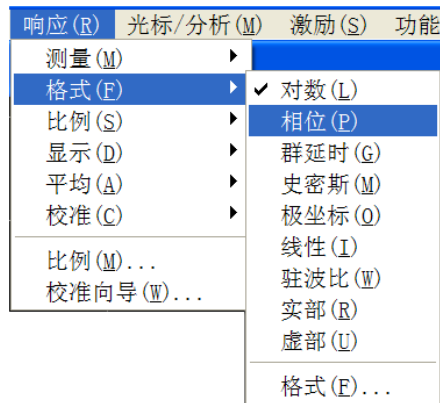 响应(R) 光标/分析(M) 激励(S) 功能
测量(M)
格式(F)
比例(S)
显示(D)
平均(A)
校准(C)
比例(M)...
校准向导(W)...
对数(L)
相位(P)
群延时(G)
史密斯(M)
极坐标(O)
线性(I)
驻波比(W)
实部(R)
虚部(U)
格式(F)...